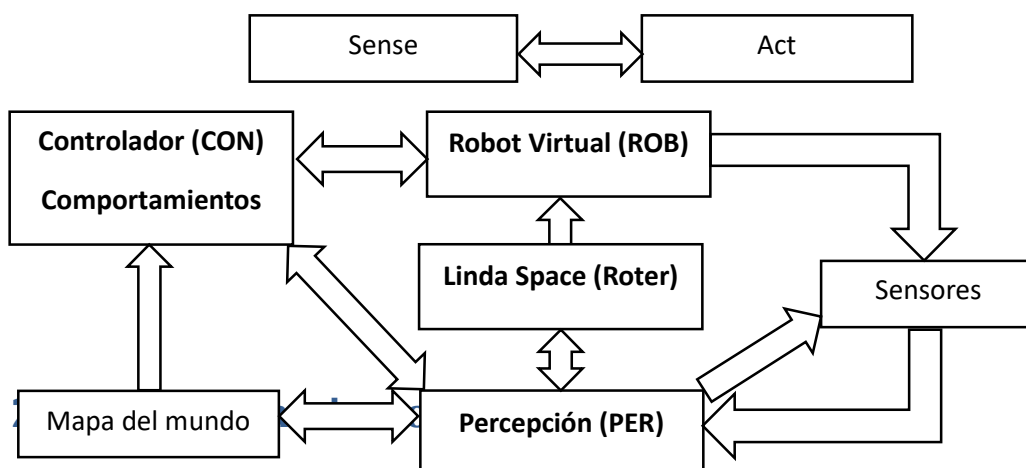 Sense
Act
Controlador (CON)
Comportamientos
Robot Virtual (ROB)
Linda Space (Roter)
Sensores
Mapa del mundo
Percepción (PER)